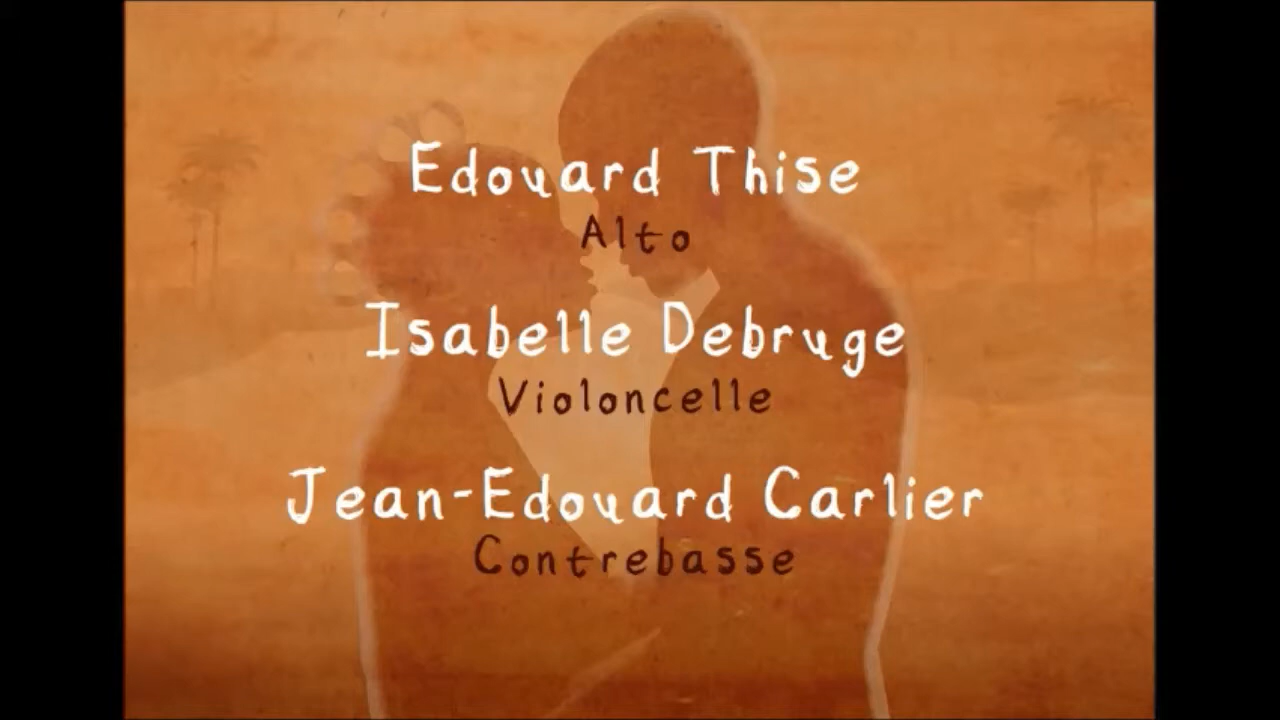 Edouard Thise
Alto
Isabelle Debruge
Violoncelle
Jean-Edouard Carlier
Contrebasse